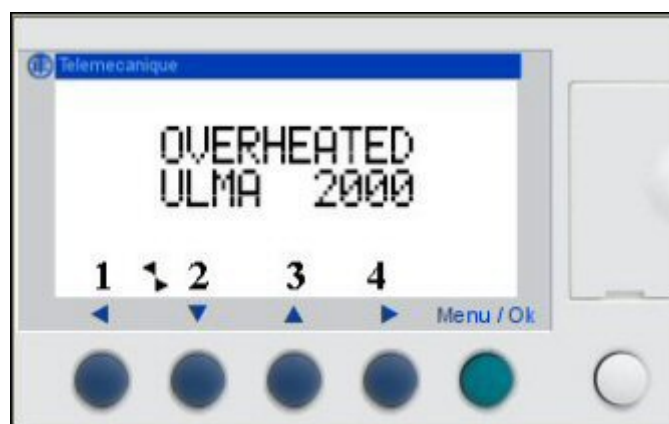 Telemecanique
OVERHEATED
ULMA 2000
1 2 3 4
Menu / Ok